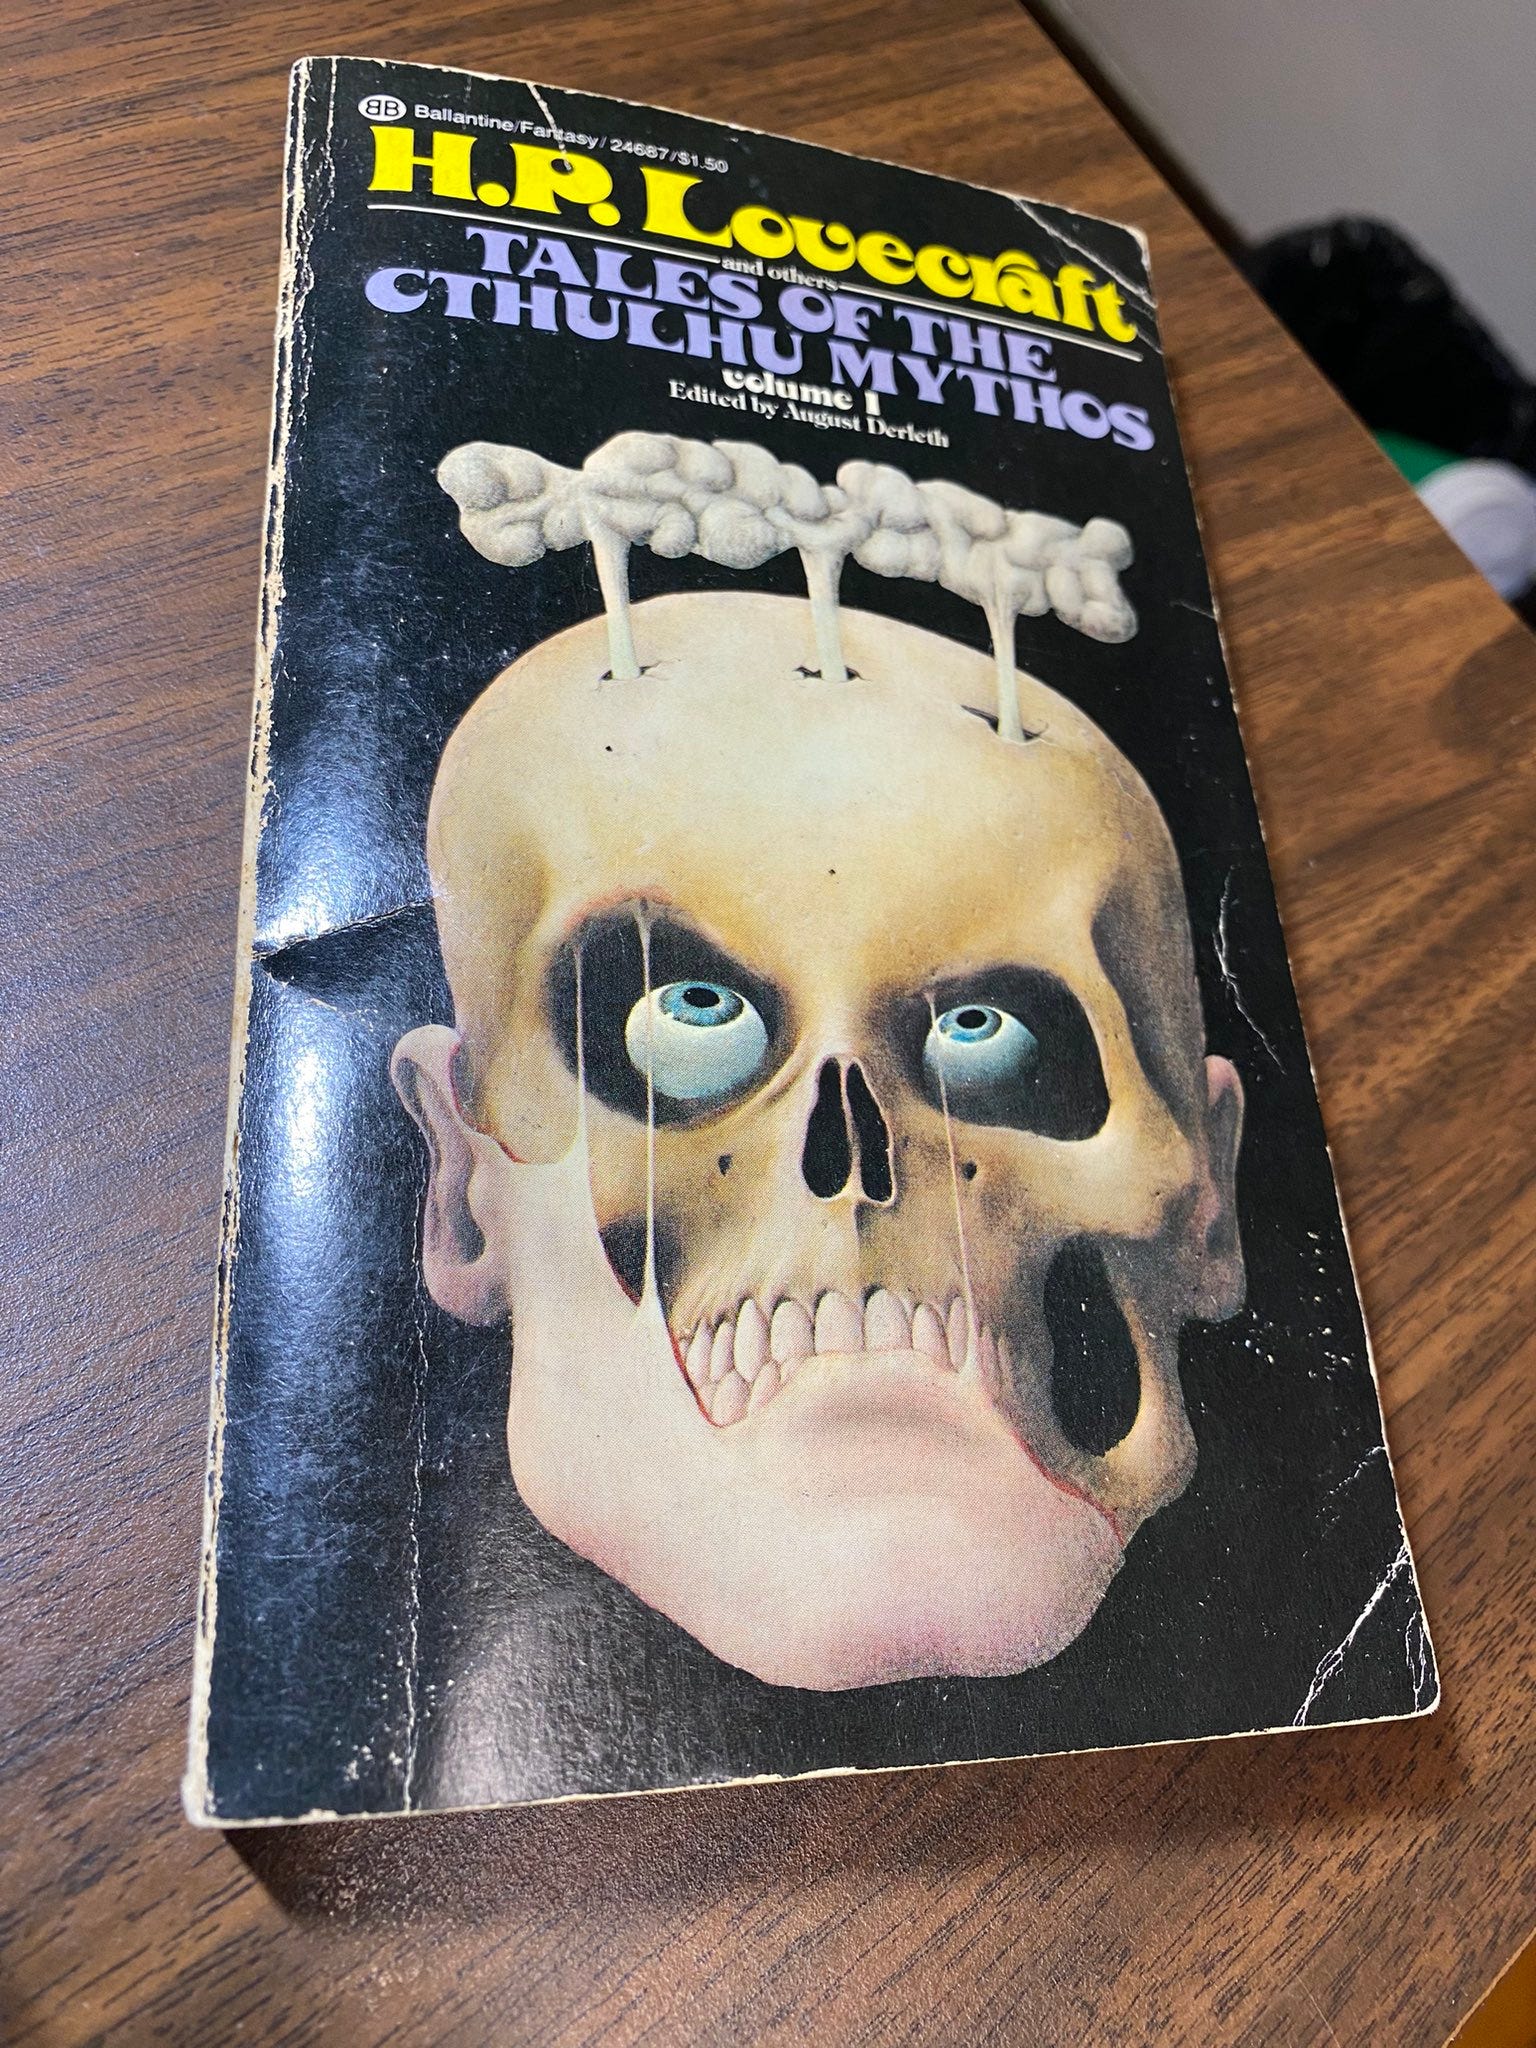 BB Ballantine/Fantasy/24687/$1.50
H.P. Lovecraft
and others
TALES OF THE
CTHULHU MYTHOS
volume 1
Edited by August Derleth